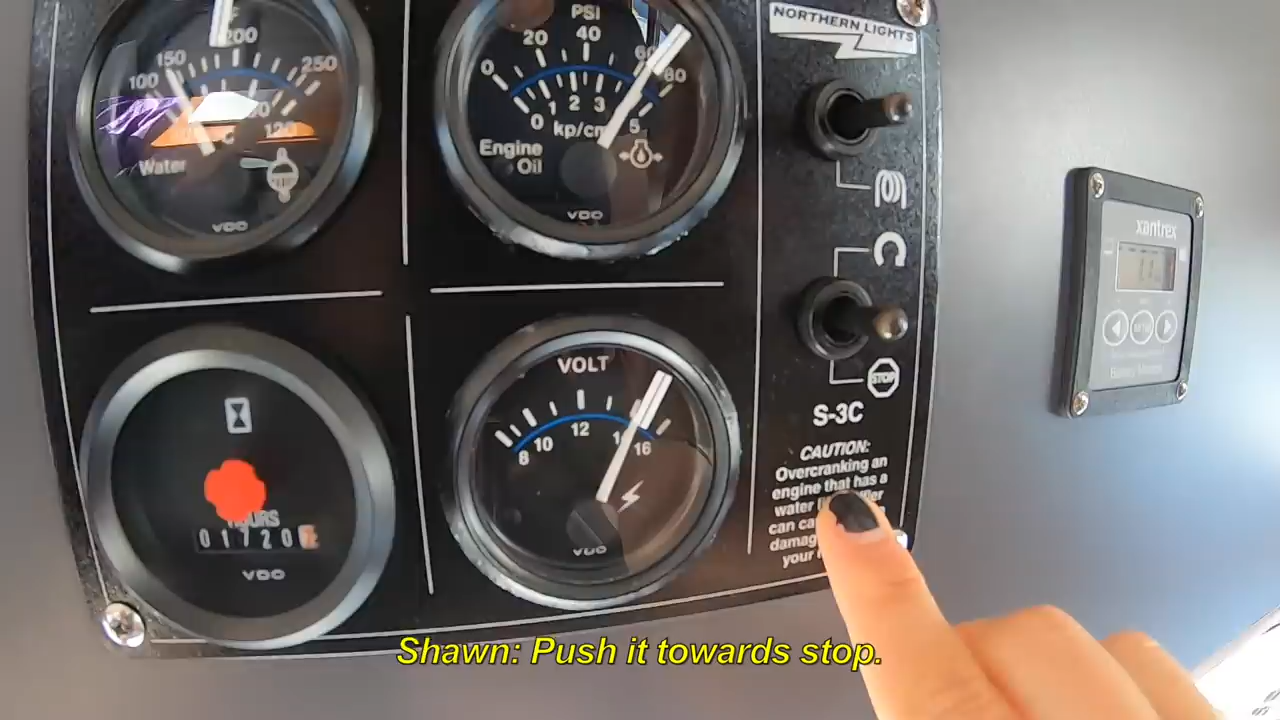 °F
200
150
250
100
120
°C
Water
VDO
PSI
40
20
60
0
80
1 2 3
0
5
kp/cm
Engine
Oil
VDO
NORTHERN LIGHTS
STOP
S-3C
CAUTION:
Overcranking an
engine that has a
water
can
your
HOURS
01720
VDO
VOLT
12
10
8
16
VDO
xantrex
Shawn: Push it towards stop.